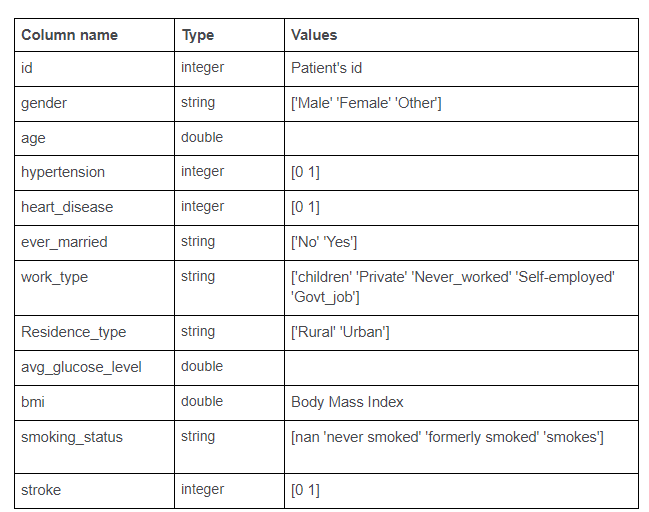 Column name Type Values
id integer Patient's id
gender string ['Male' 'Female' 'Other']
age double
hypertension integer [0 1]
heart_disease integer [0 1]
ever_married string ['No' 'Yes']
work_type string ['children' 'Private' 'Never_worked' 'Self-employed'
'Govt_job']
Residence_type string ['Rural' 'Urban']
avg_glucose_level double
bmi double Body Mass Index
smoking_status string [nan 'never smoked' 'formerly smoked' 'smokes']
stroke integer [0 1]